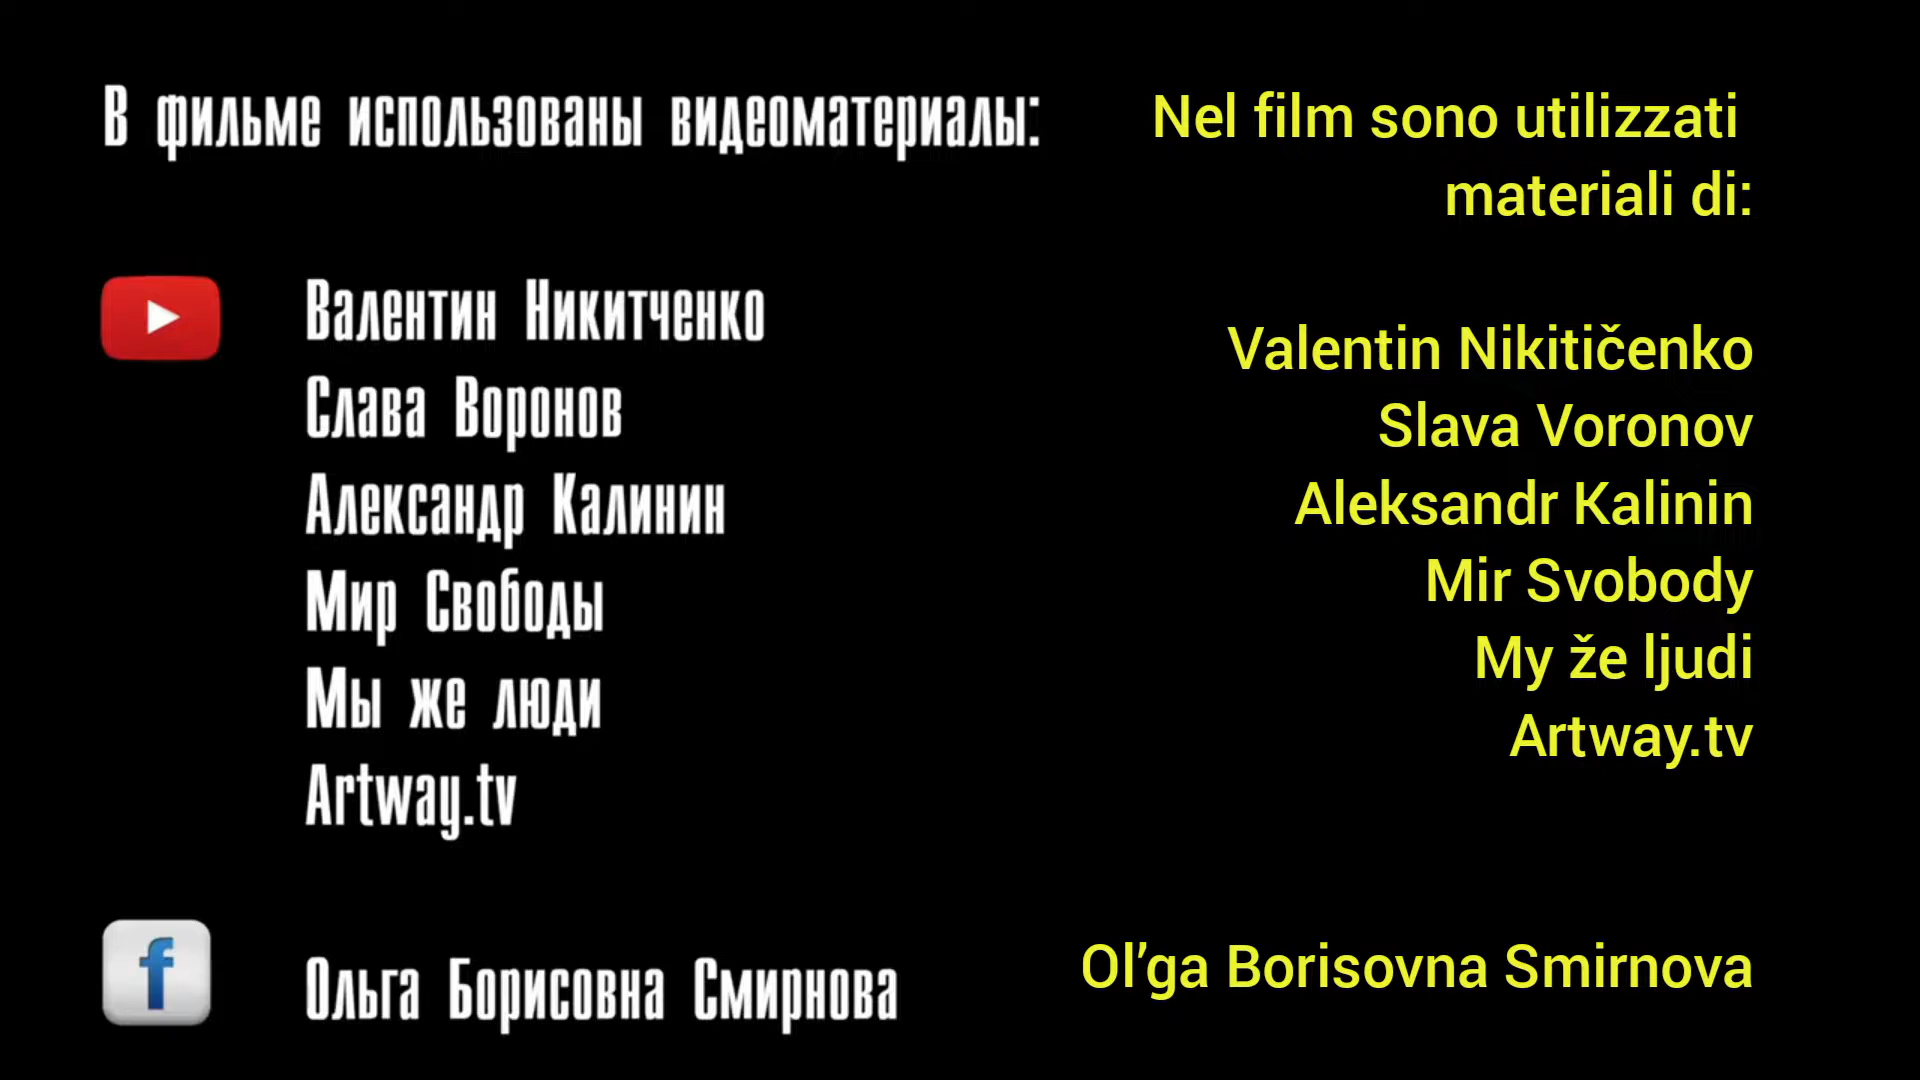 В фильме использованы видеоматериалы:
Валентин Никитченко
Слава Воронов
Александр Калинин
Мир Свободы
Мы же люди
Artway.tv
f
Ольга Борисовна Смирнова
Nel film sono utilizzati
materiali di:
Valentin Nikitičenko
Slava Voronov
Aleksandr Kalinin
Mir Svobody
My že ljudi
Artway.tv
Ol’ga Borisovna Smirnova